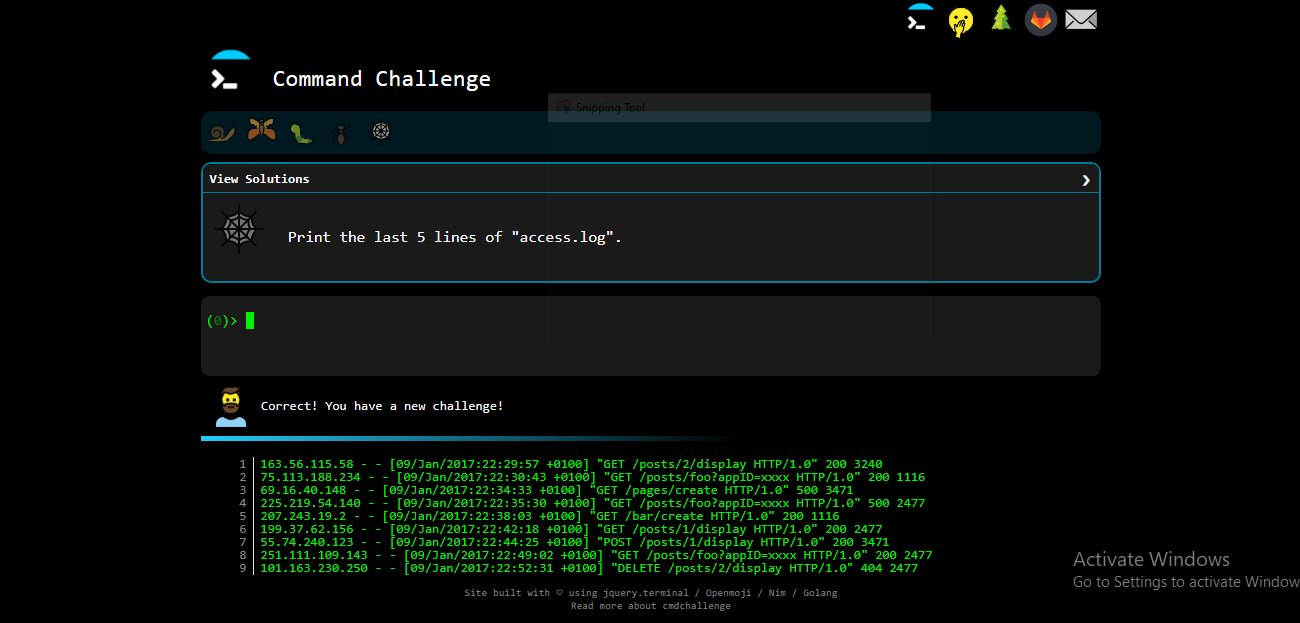 Command Challenge
Snipping Tool
View Solutions
Print the last 5 lines of "access.log".
(0)>
Correct! You have a new challenge!
1 163.56.115.58 - - [09/Jan/2017:22:29:57 +0100] "GET /posts/2/display HTTP/1.0" 200 3240
2 75.113.188.234 - - [09/Jan/2017:22:30:43 +0100] "GET /posts/foo?appID=xxxx HTTP/1.0" 200 1116
3 69.16.40.148 - - [09/Jan/2017:22:34:33 +0100] "GET /pages/create HTTP/1.0" 500 3471
4 225.219.54.140 - - [09/Jan/2017:22:35:30 +0100] "GET /posts/foo?appID=xxxx HTTP/1.0" 500 2477
5 207.243.19.2 - - [09/Jan/2017:22:38:03 +0100] "GET /bar/create HTTP/1.0" 200 1116
6 199.37.62.156 - - [09/Jan/2017:22:42:18 +0100] "GET /posts/1/display HTTP/1.0" 200 2477
7 55.74.240.123 - - [09/Jan/2017:22:44:25 +0100] "POST /posts/1/display HTTP/1.0" 200 3471
8 251.111.109.143 - - [09/Jan/2017:22:49:02 +0100] "GET /posts/foo?appID=xxxx HTTP/1.0" 200 2477
9 101.163.230.250 - - [09/Jan/2017:22:52:31 +0100] "DELETE /posts/2/display HTTP/1.0" 404 2477
Activate Windows
Go to Settings to activate Window
Site built with ♡ using jquery.terminal / Openmoji / Nim / Golang
Read more about cmdchallenge